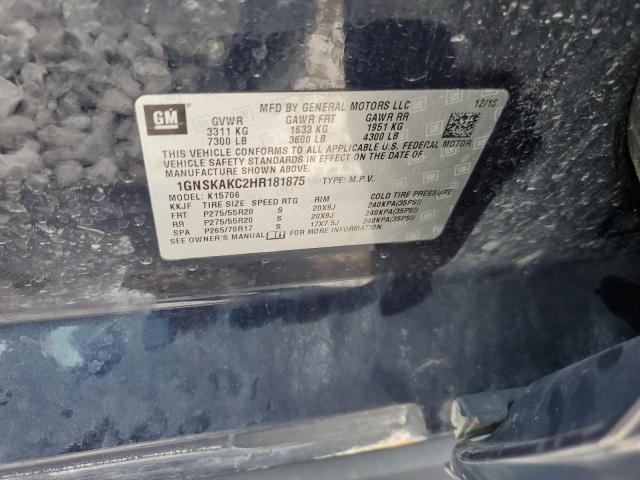 GM
MFD BY GENERAL MOTORS LLC
12/16
GVWR GAWR FRT GAWR RR
3311 KG 1633 KG 1951 KG
7300 LB 3600 LB 4300 LB
THIS VEHICLE CONFORMS TO ALL APPLICABLE U.S. FEDERAL MOTOR
VEHICLE SAFETY STANDARDS IN EFFECT ON THE DATE OF
MANUFACTURE SHOWN ABOVE.
1GNSKAKC2HR181875 TYPE: M.P.V.
MODEL: K15706
KKJF TIRE SIZE SPEED RTG RIM COLD TIRE PRESSURE
FRT P275/55R20 S 20X9J 240KPA(35PSI)
RR P275/55R20 S 20X9J 240KPA(35PSI)
SPA P265/70R17 S 17X7.5J 240KPA(35PSI)
SEE OWNER'S MANUAL FOR MORE INFORMATION.